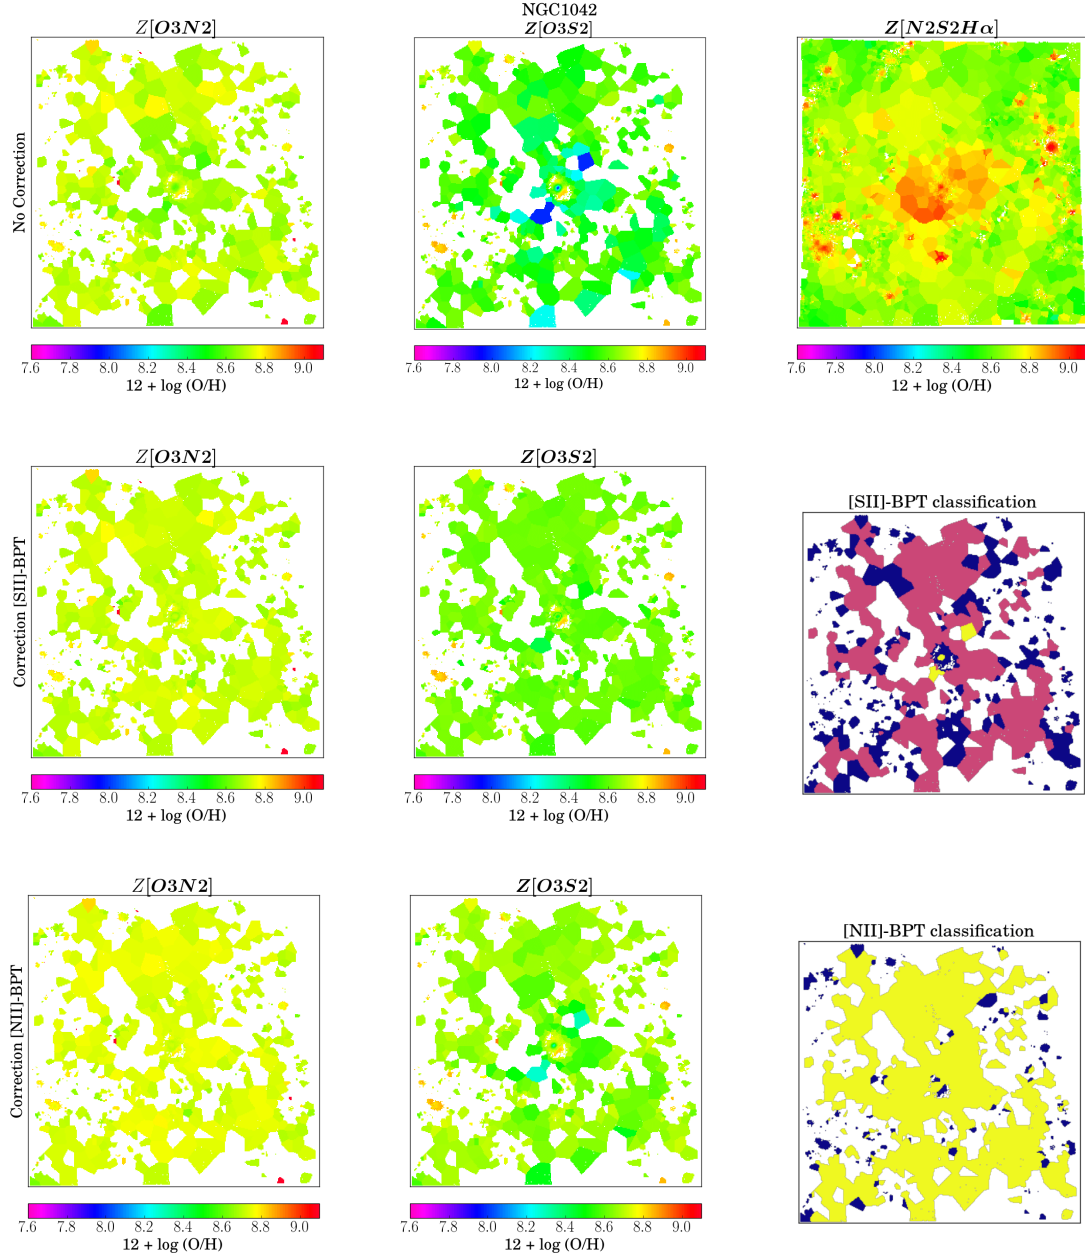 NGC1042
Z[O3N2]
Z[O3S2]
Z[N2S2Hα]
No Correction
7.6 7.8 8.0 8.2 8.4 8.6 8.8 9.0
12 + log (O/H)
7.6 7.8 8.0 8.2 8.4 8.6 8.8 9.0
12 + log (O/H)
7.6 7.8 8.0 8.2 8.4 8.6 8.8 9.0
12 + log (O/H)
Z[O3N2]
Z[O3S2]
[SII]-BPT classification
Correction [SII]-BPT
7.6 7.8 8.0 8.2 8.4 8.6 8.8 9.0
12 + log (O/H)
7.6 7.8 8.0 8.2 8.4 8.6 8.8 9.0
12 + log (O/H)
Z[O3N2]
Z[O3S2]
[NII]-BPT classification
Correction [NII]-BPT
7.6 7.8 8.0 8.2 8.4 8.6 8.8 9.0
12 + log (O/H)
7.6 7.8 8.0 8.2 8.4 8.6 8.8 9.0
12 + log (O/H)